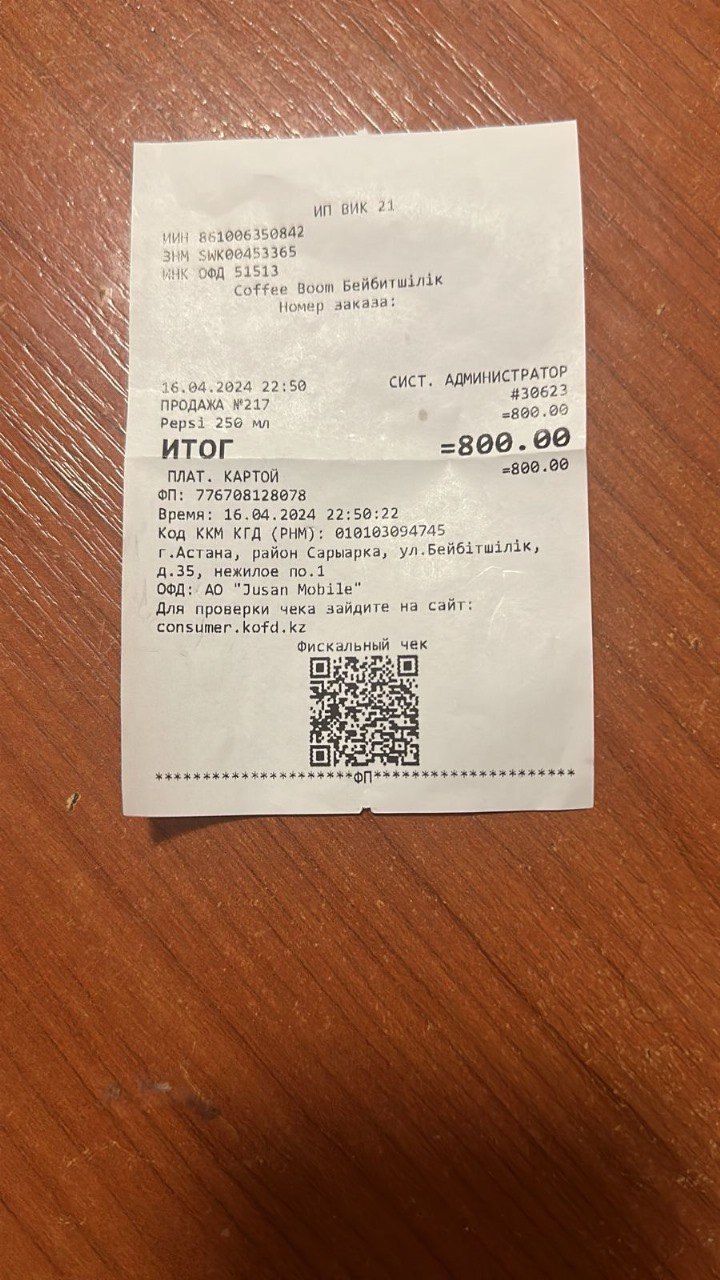 ИП ВИК 21
ИИН 861006350842
ЗНМ SWK00453365
ИНК ОФД 51513
Coffee Boom Бейбитшілік
Номер заказа:
16.04.2024 22:50 СИСТ. АДМИНИСТРАТОР
ПРОДАЖА №217 #30623
Pepsi 250 мл =800.00
ИТОГ =800.00
ПЛАТ. КАРТОЙ =800.00
ФП: 776708128078
Время: 16.04.2024 22:50:22
Код ККМ КГД (РНМ): 010103094745
г.Астана, район Сарыарка, ул.Бейбітшілік,
д.35, нежилое по.1
ОФД: АО "Jusan Mobile"
Для проверки чека зайдите на сайт:
consumer.kofd.kz
Фискальный чек
*********************ФП*********************